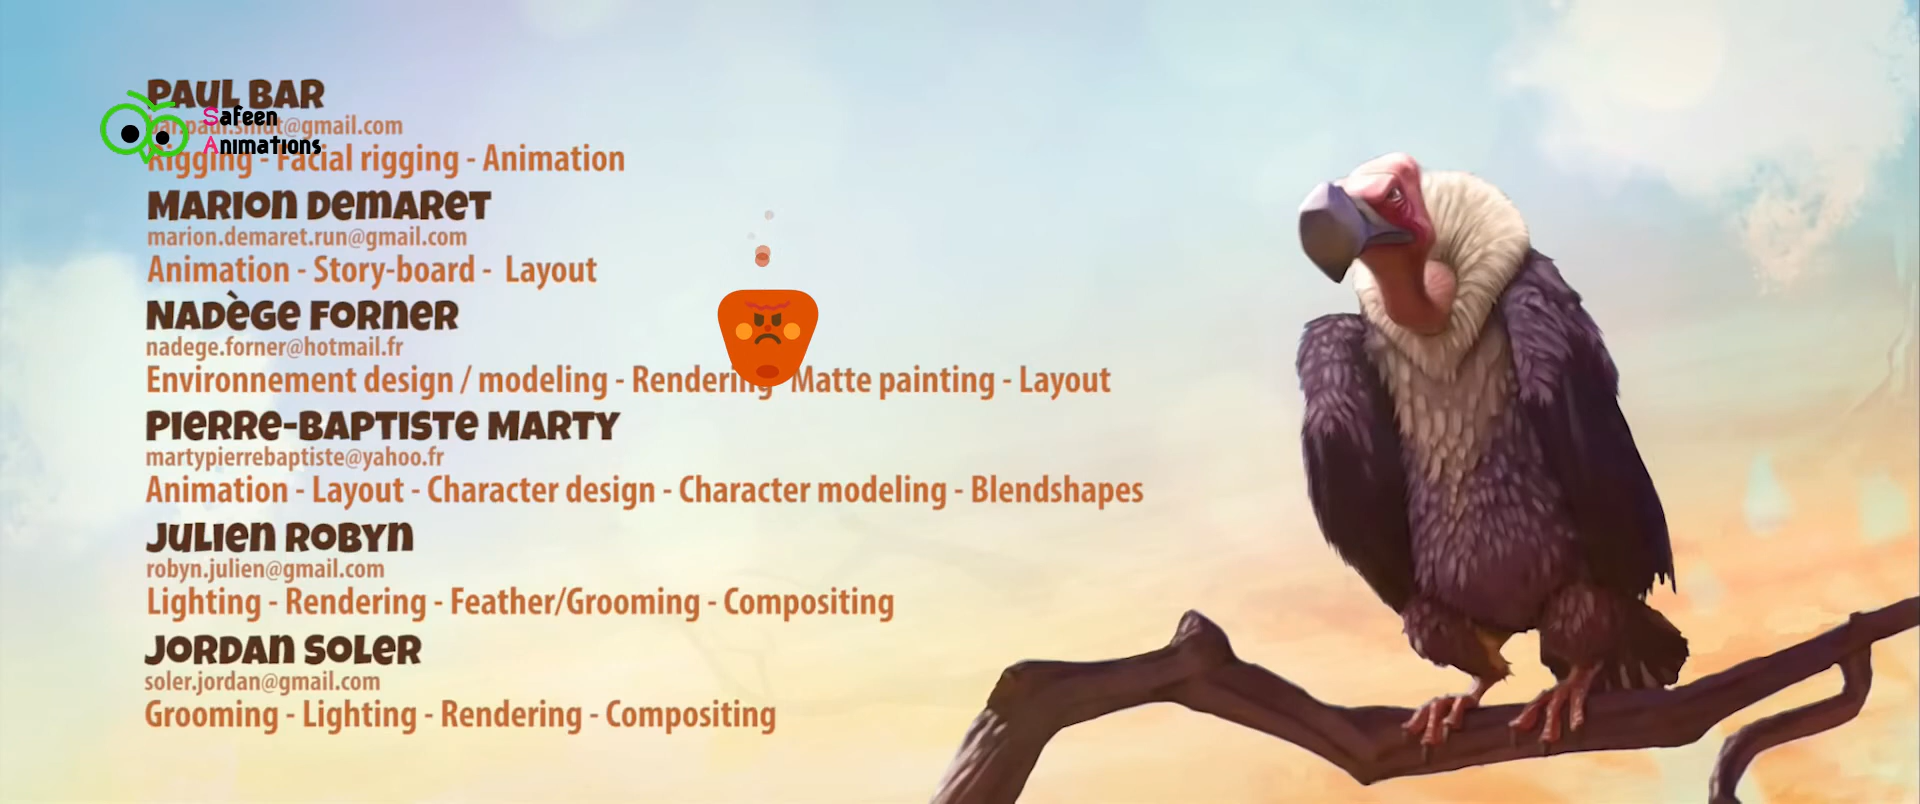 PAUL BAR
Safeen
Animations
Rigging - Facial rigging - Animation
MARION DEMARET
marion.demaret.run@gmail.com
Animation - Story-board - Layout
NADÈGE FORNER
nadege.forner@hotmail.fr
Environnement design / modeling - Rendering Matte painting - Layout
PIERRE-BAPTISTE MARTY
martypierrebaptiste@yahoo.fr
Animation - Layout - Character design - Character modeling - Blendshapes
JULIEN ROBYN
robyn.julien@gmail.com
Lighting - Rendering - Feather/Grooming - Compositing
JORDAN SOLER
soler.jordan@gmail.com
Grooming - Lighting - Rendering - Compositing